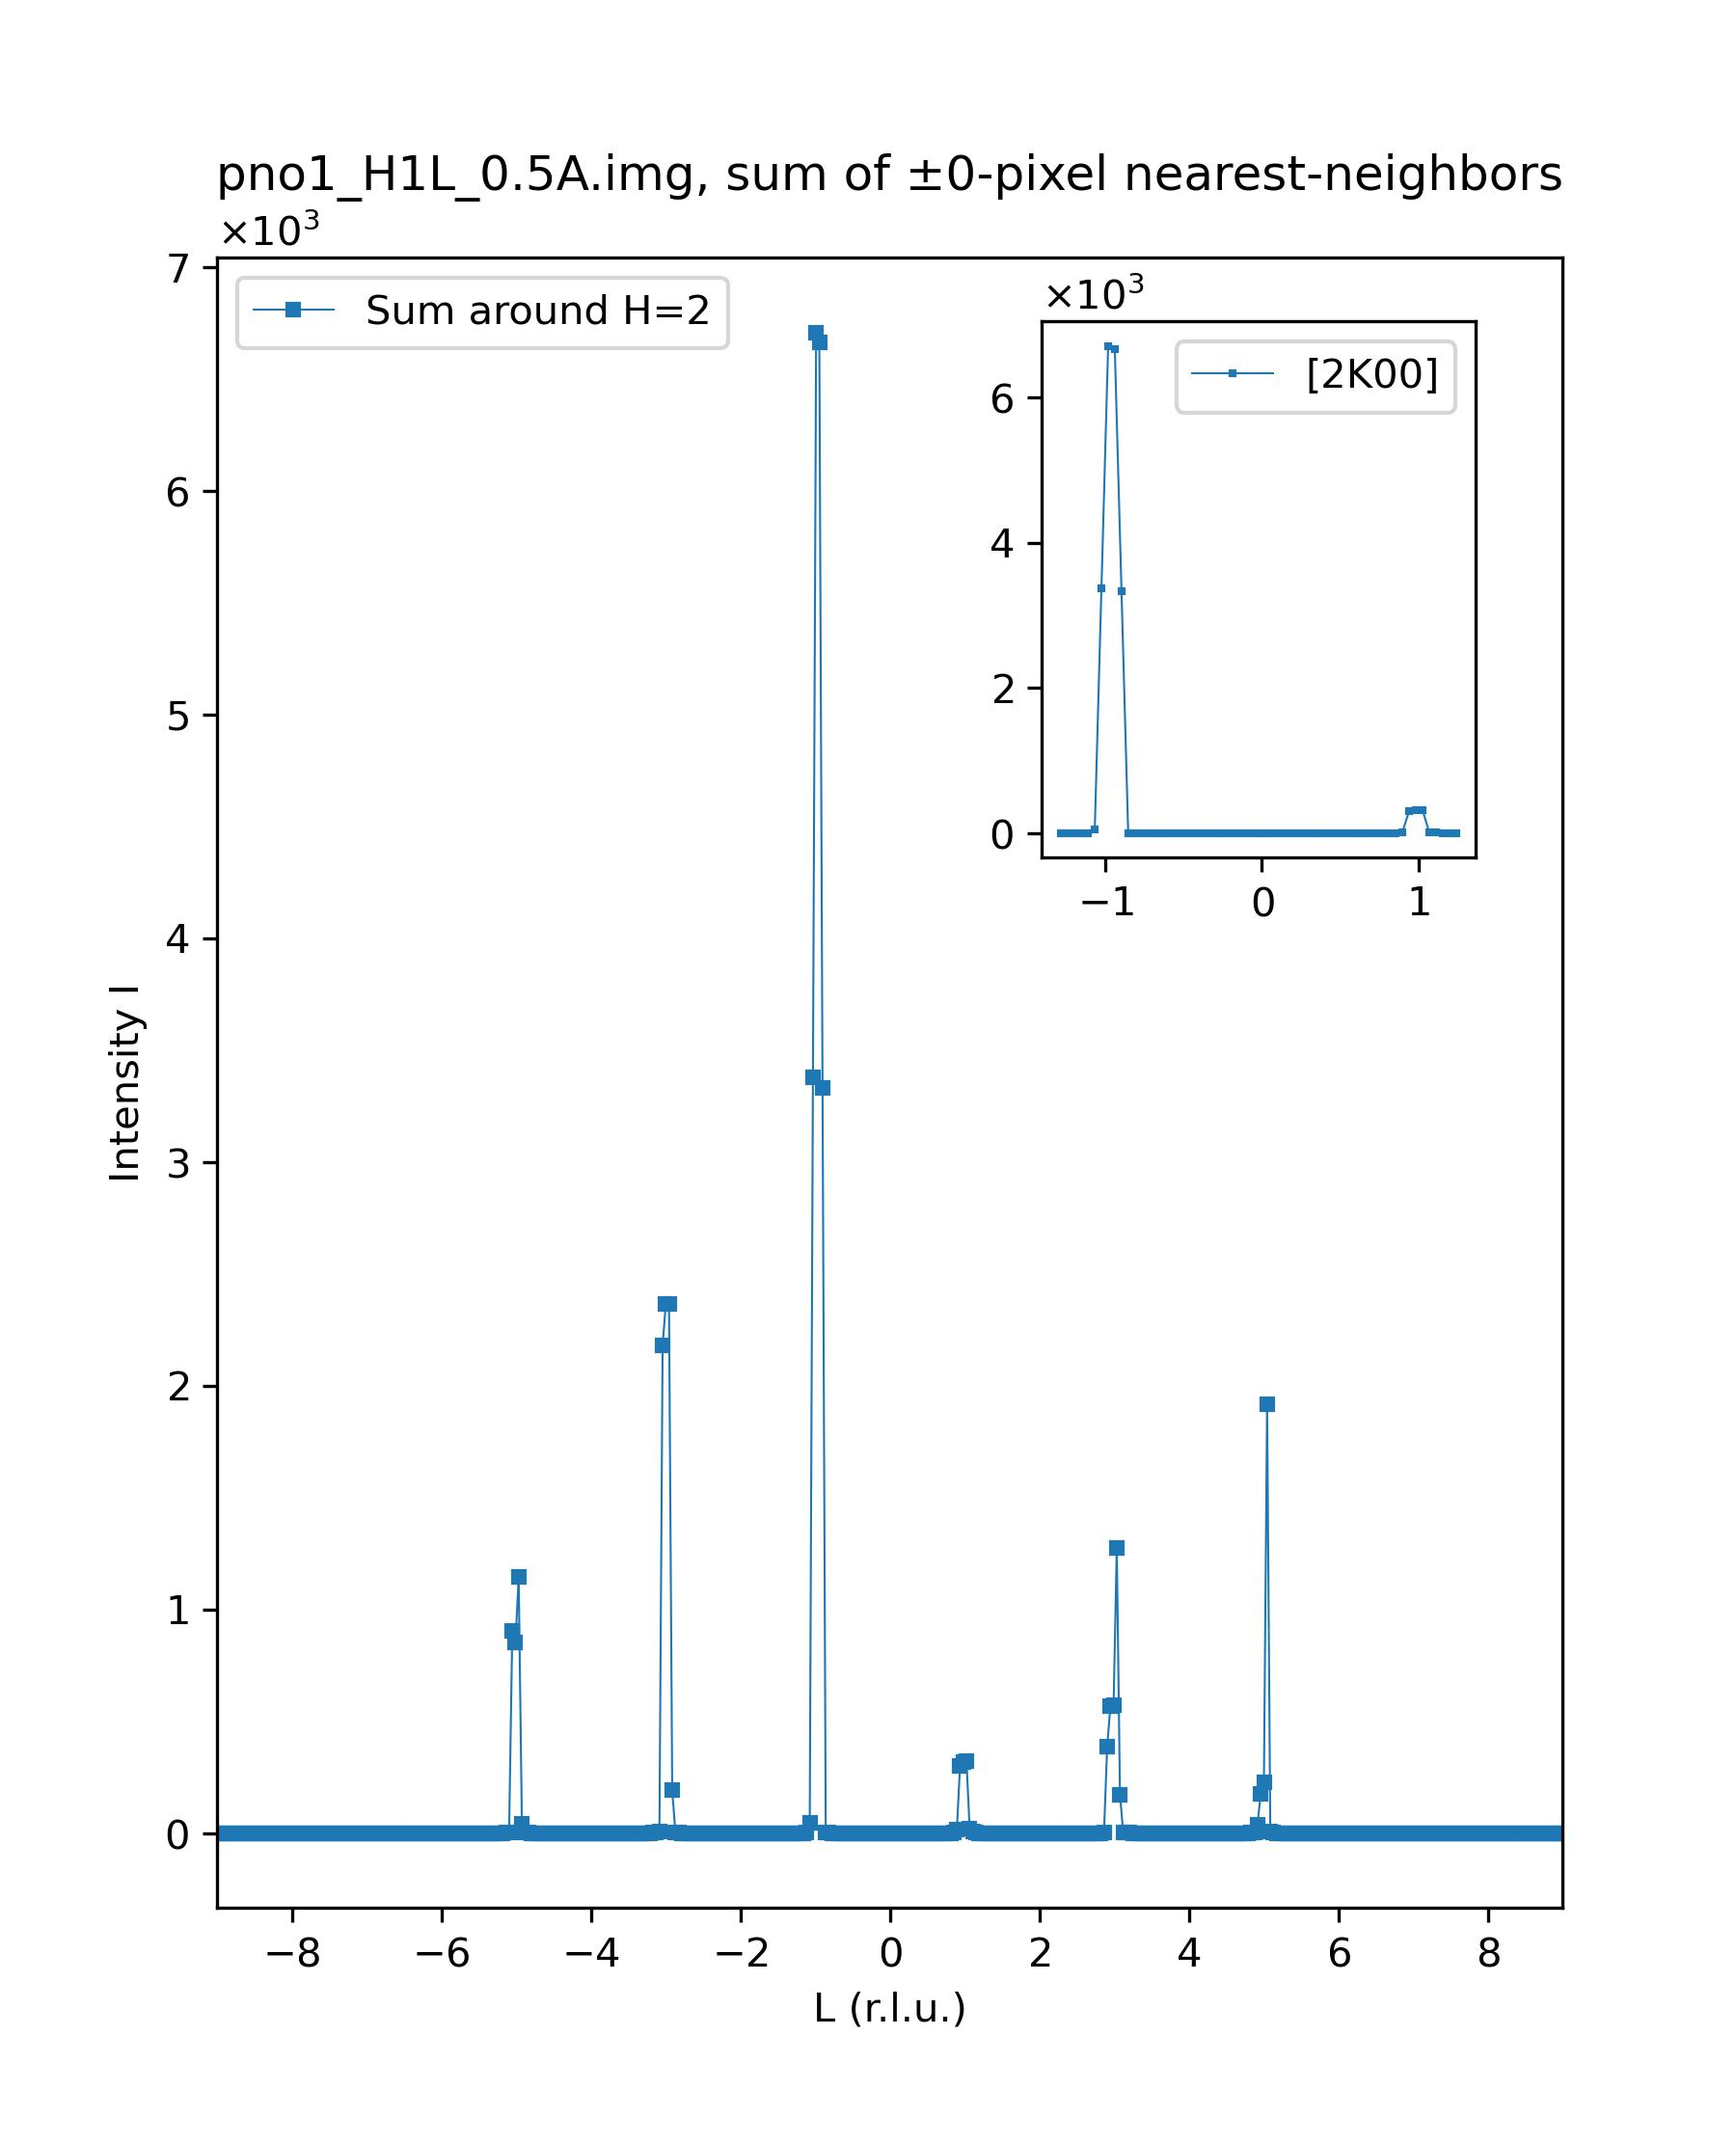 pno1_H1L_0.5A.img, sum of ±0-pixel nearest-neighbors
×10³
7
6
5
4
3
2
1
0
Intensity I
Sum around H=2
×10³
[2K00]
6
4
2
0
−1 0 1
−8 −6 −4 −2 0 2 4 6 8
L (r.l.u.)